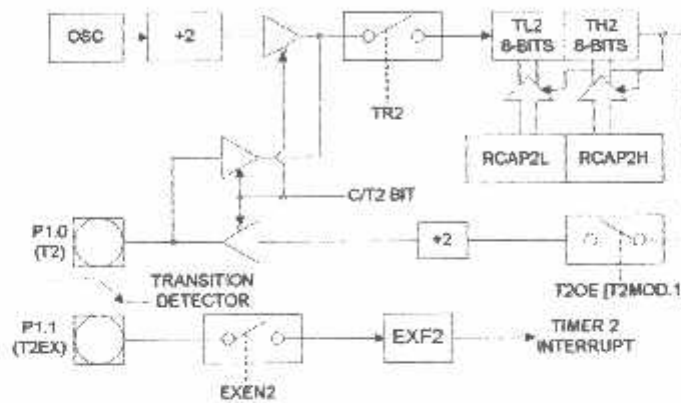 OSC
÷2
TL2
8-BITS
TH2
8-BITS
TR2
RCAP2L
RCAP2H
C/T2 BIT
P1.0
(T2)
÷2
TRANSITION
DETECTOR
T2OE [T2MOD.1
P1.1
(T2EX)
EXF2
TIMER 2
INTERRUPT
EXEN2